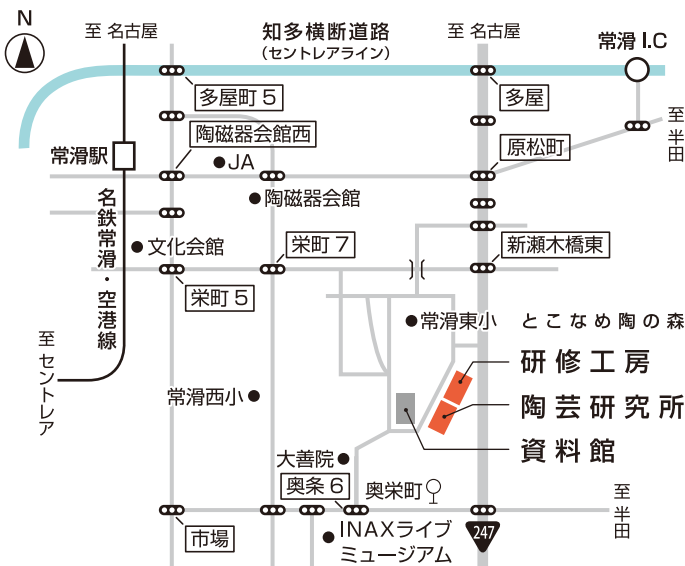 N
至 名古屋
知多横断道路
(セントレアライン)
至 名古屋
常滑 I.C
多屋町 5
多屋
至 半田
陶磁器会館西
原松町
常滑駅
JA
陶磁器会館
名鉄常滑・空港線
文化会館
栄町 7
新瀬木橋東
栄町 5
至 セントレア
常滑東小
とこなめ陶の森
研修工房
陶芸研究所
資料館
常滑西小
大善院
奥条 6
奥栄町
至 半田
市場
INAXライブ
ミュージアム
247